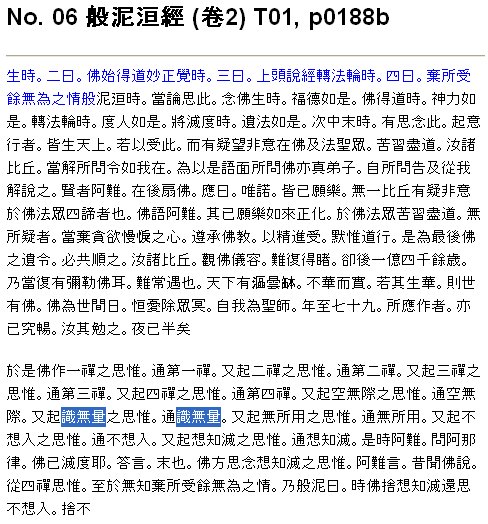 No. 06 般泥洹經 (卷2) T01, p0188b
生時。二曰。佛始得道妙正覺時。三曰。上頭說經轉法輪時。四曰。棄所受
餘無為之情般泥洹時。當論思此。念佛生時。福德如是。佛得道時。神力如
是。轉法輪時。度人如是。將滅度時。遺法如是。次中末時。有思念此。起意
行者。皆生天上。若以受此。而有疑望非意在佛及法聖眾。苦習盡道。汝諸
比丘。當解所問令如我在。為以是語面所問佛亦真弟子。自所問告及從我
解說之。賢者阿難。在後扇佛。應曰。唯諾。皆已願樂。無一比丘有疑非意
於佛法眾四諦者也。佛語阿難。其已願樂如來正化。於佛法眾苦習盡道。無
所疑者。當棄貪欲慢悷之心。遵承佛教。以精進受。默惟道行。是為最後佛
之遺令。必共順之。汝諸比丘。觀佛儀容。難復得睹。卻後一億四千餘歲。
乃當復有彌勒佛耳。難常遇也。天下有漚曇鉢。不華而實。若其生華。則世
有佛。佛為世間日。恒憂除眾冥。自我為聖師。年至七十九。所應作者。亦
已究暢。汝其勉之。夜已半矣
於是佛作一禪之思惟。通第一禪。又起二禪之思惟。通第二禪。又起三禪之
思惟。通第三禪。又起四禪之思惟。通第四禪。又起空無際之思惟。通空無
際。又起識無量之思惟。通識無量。又起無所用之思惟。通無所用。又起不
想入之思惟。通不想入。又起想知滅之思惟。通想知滅。是時阿難。問阿那
律。佛已滅度耶。答言。未也。佛方思念想知滅之思惟。阿難言。昔聞佛說。
從四禪思惟。至於無知棄所受餘無為之情。乃般泥曰。時佛捨想知滅還思
不想入。捨不